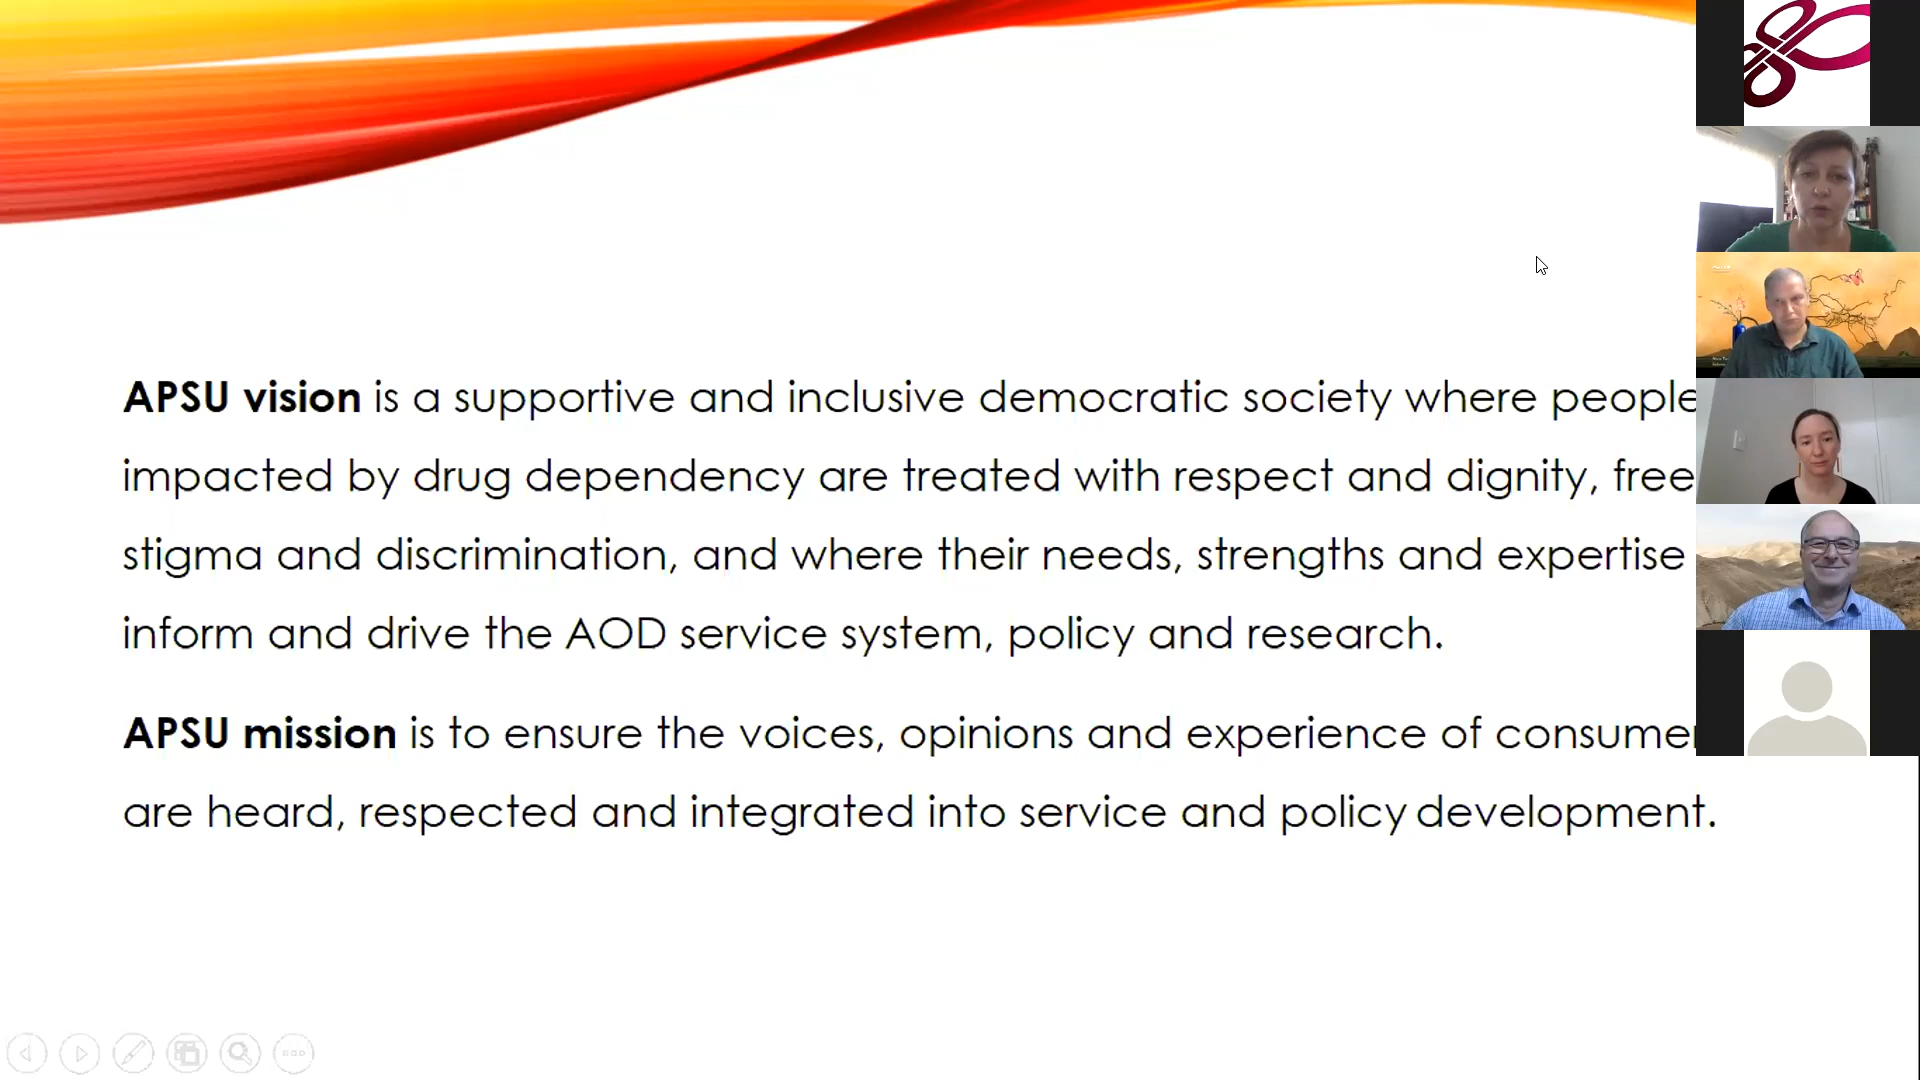 APSU vision is a supportive and inclusive democratic society where people
impacted by drug dependency are treated with respect and dignity, free
stigma and discrimination, and where their needs, strengths and expertise
inform and drive the AOD service system, policy and research.
APSU mission is to ensure the voices, opinions and experience of
are heard, respected and integrated into service and policy development.